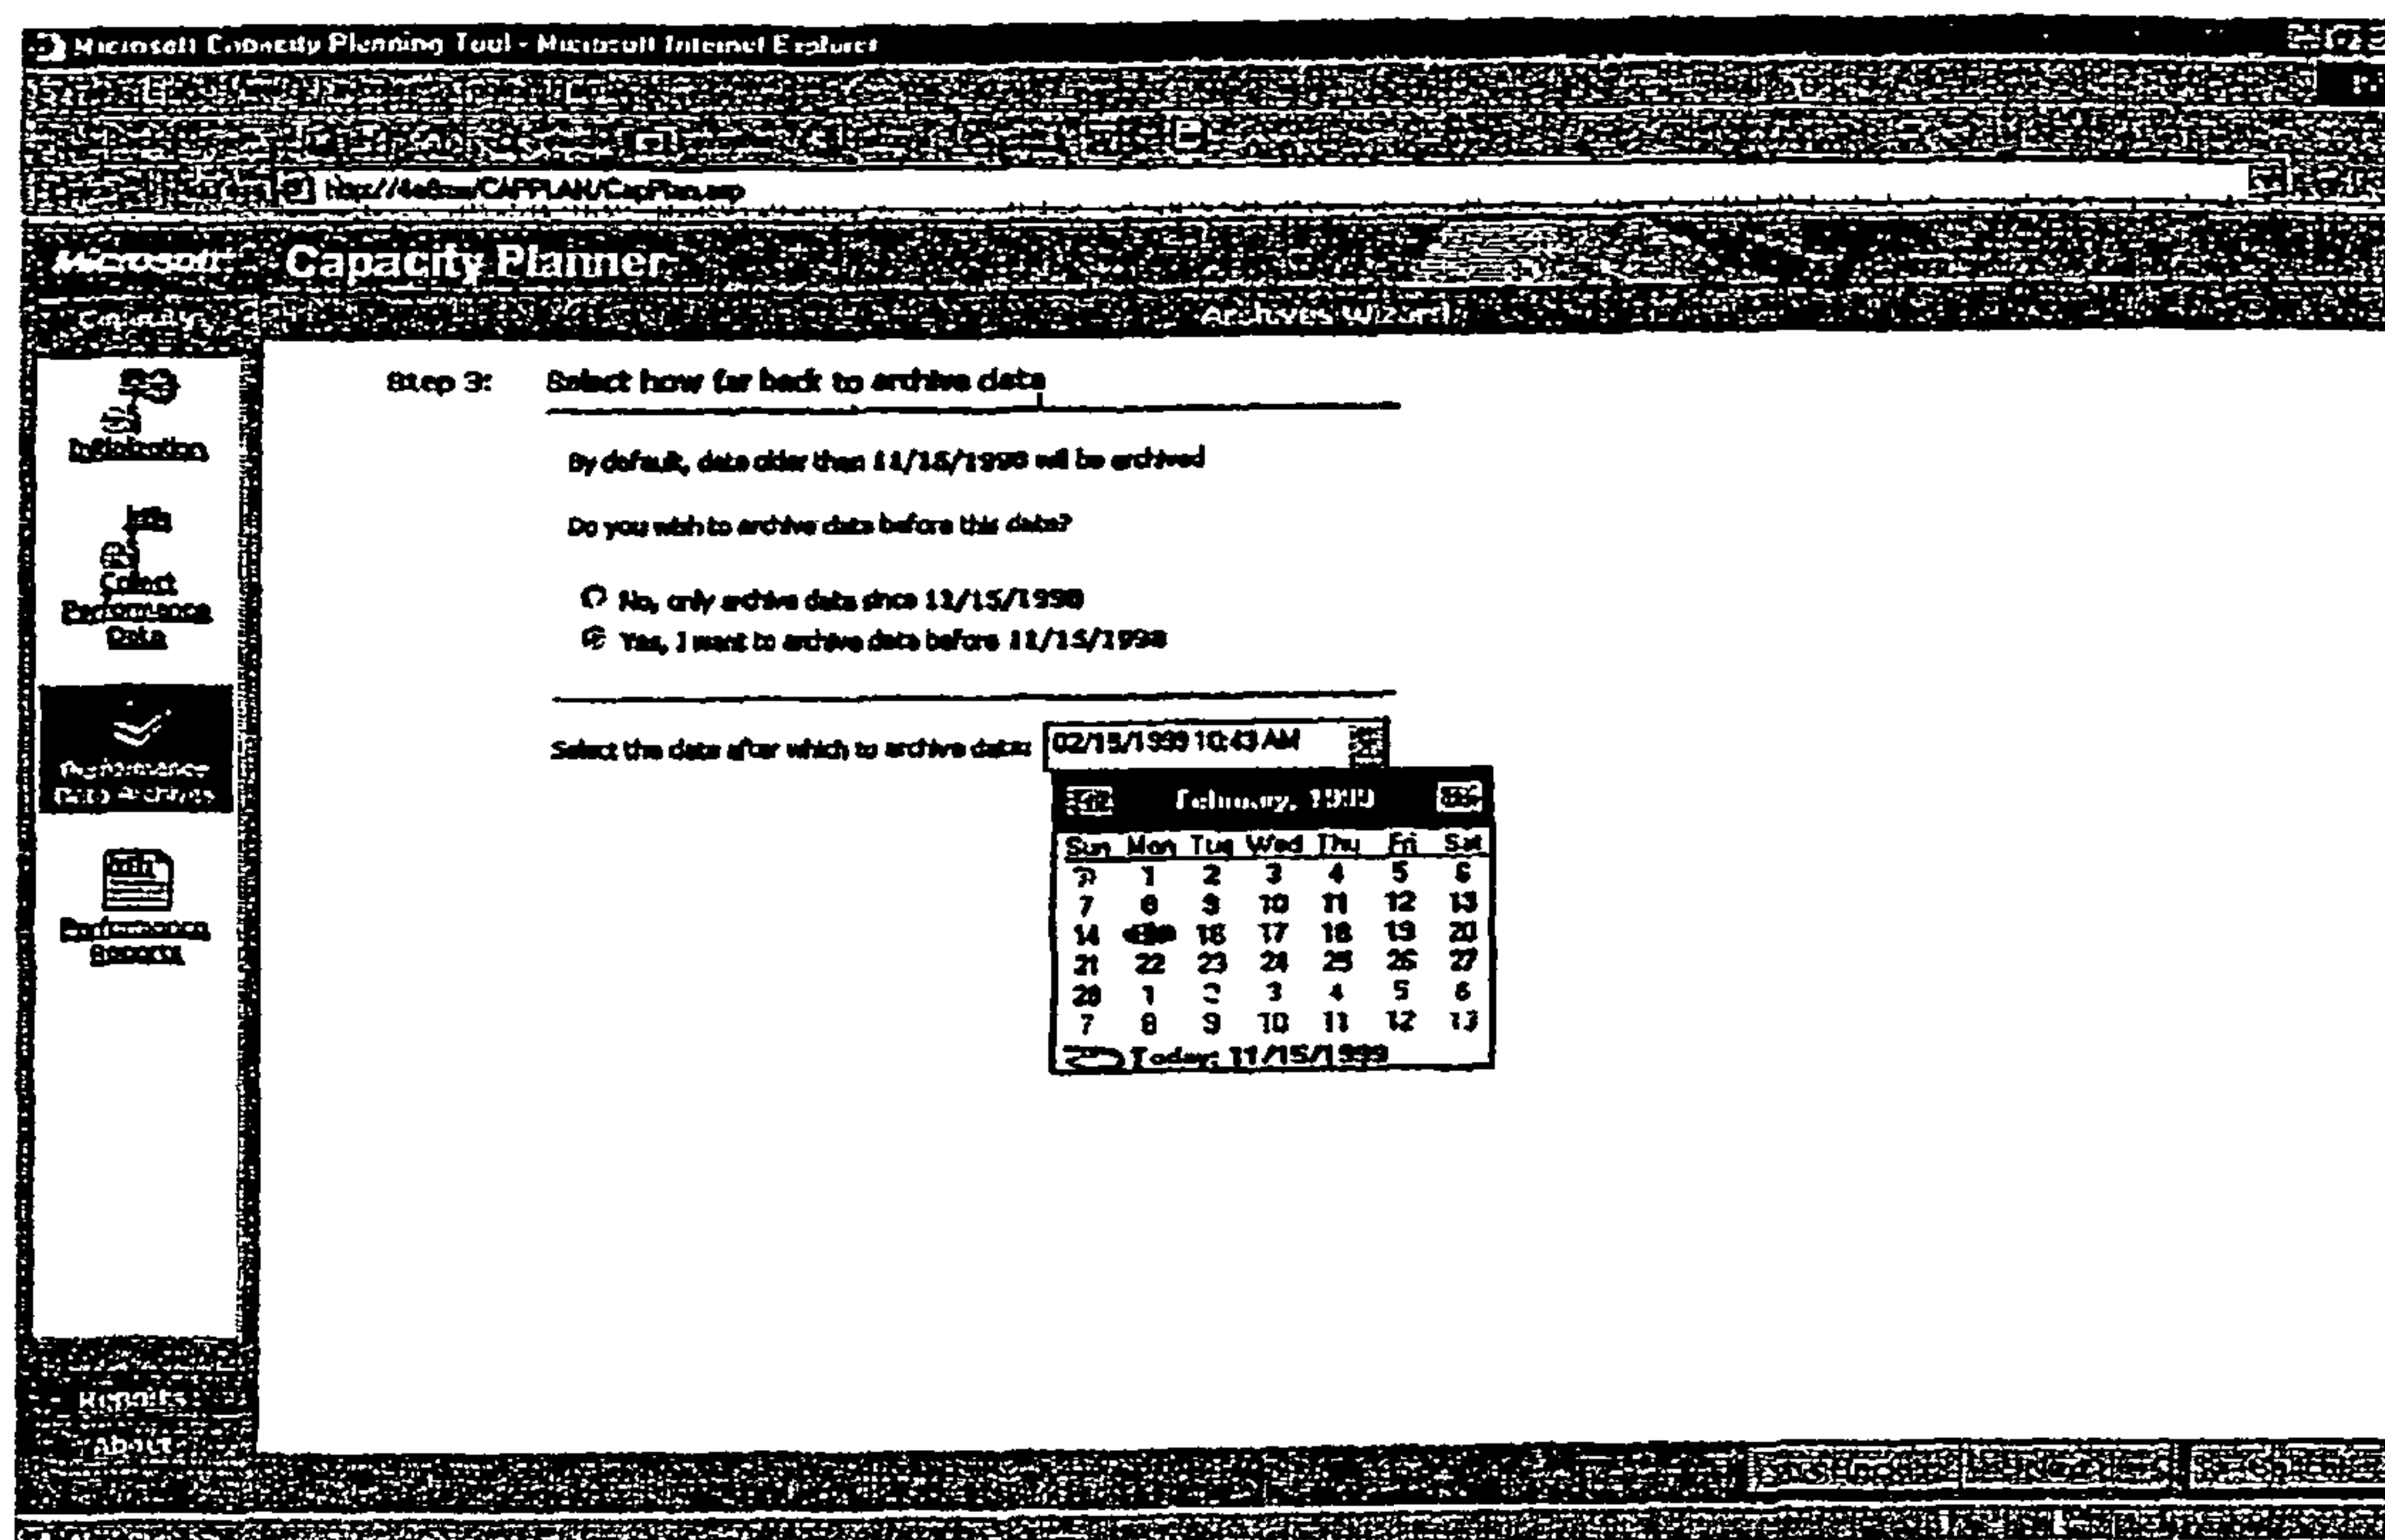 Microsoft Capacity Planning Tool - Microsoft Internet Explorer
Microsoft
Capacity Planner
Capacity
Archives Wizard
Step 3: Select how far back to archive data
Initialization
By default, data older than 11/15/1998 will be archived
Do you wish to archive data before this date?
Collect
Performance
Data
No, only archive data since 11/15/1998
Yes, I want to archive data before 11/15/1998
Select the date after which to archive data: 02/15/1999 10:43 AM
Performance
Data Archives
February, 1999
Sun Mon Tue Wed Thu Fri Sat
31 1 2 3 4 5 6
7 8 9 10 11 12 13
14 15 16 17 18 19 20
21 22 23 24 25 26 27
28 1 2 3 4 5 6
7 8 9 10 11 12 13
Today: 11/15/1999
Performance
Reports
Reports
About